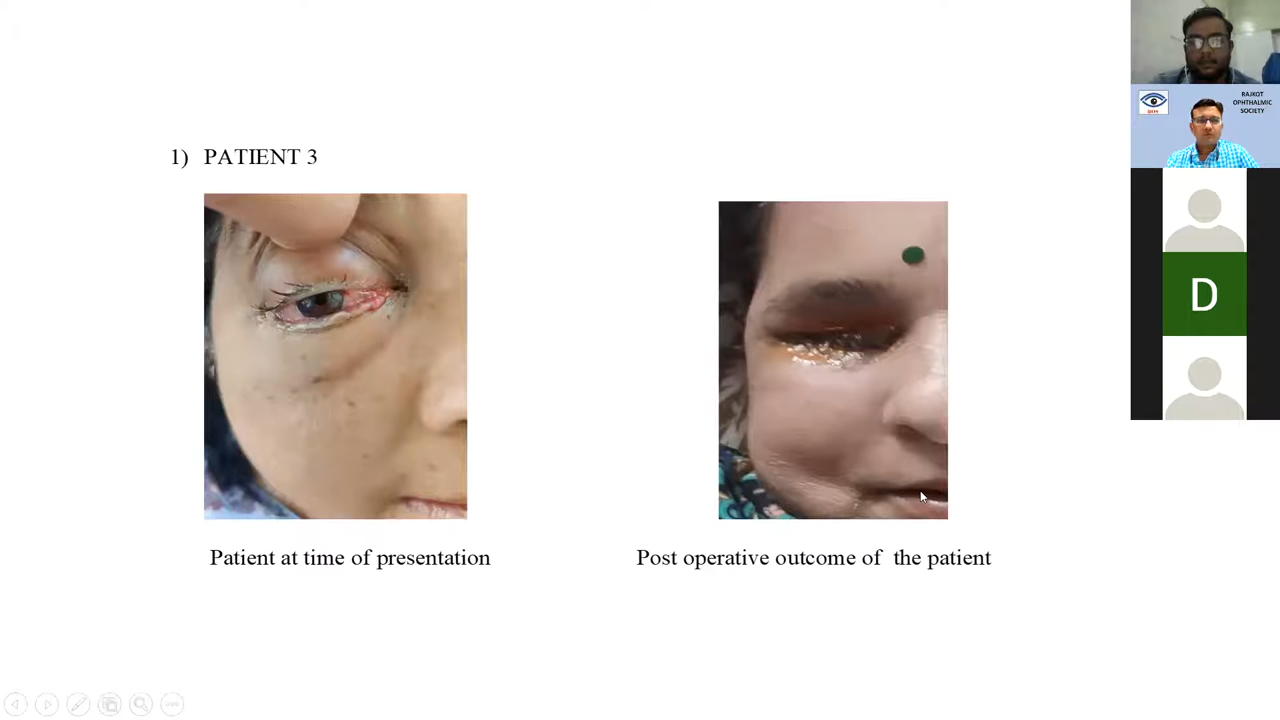 1) PATIENT 3
Patient at time of presentation
Post operative outcome of the patient
RAJKOT
OPHTHALMIC
SOCIETY
D